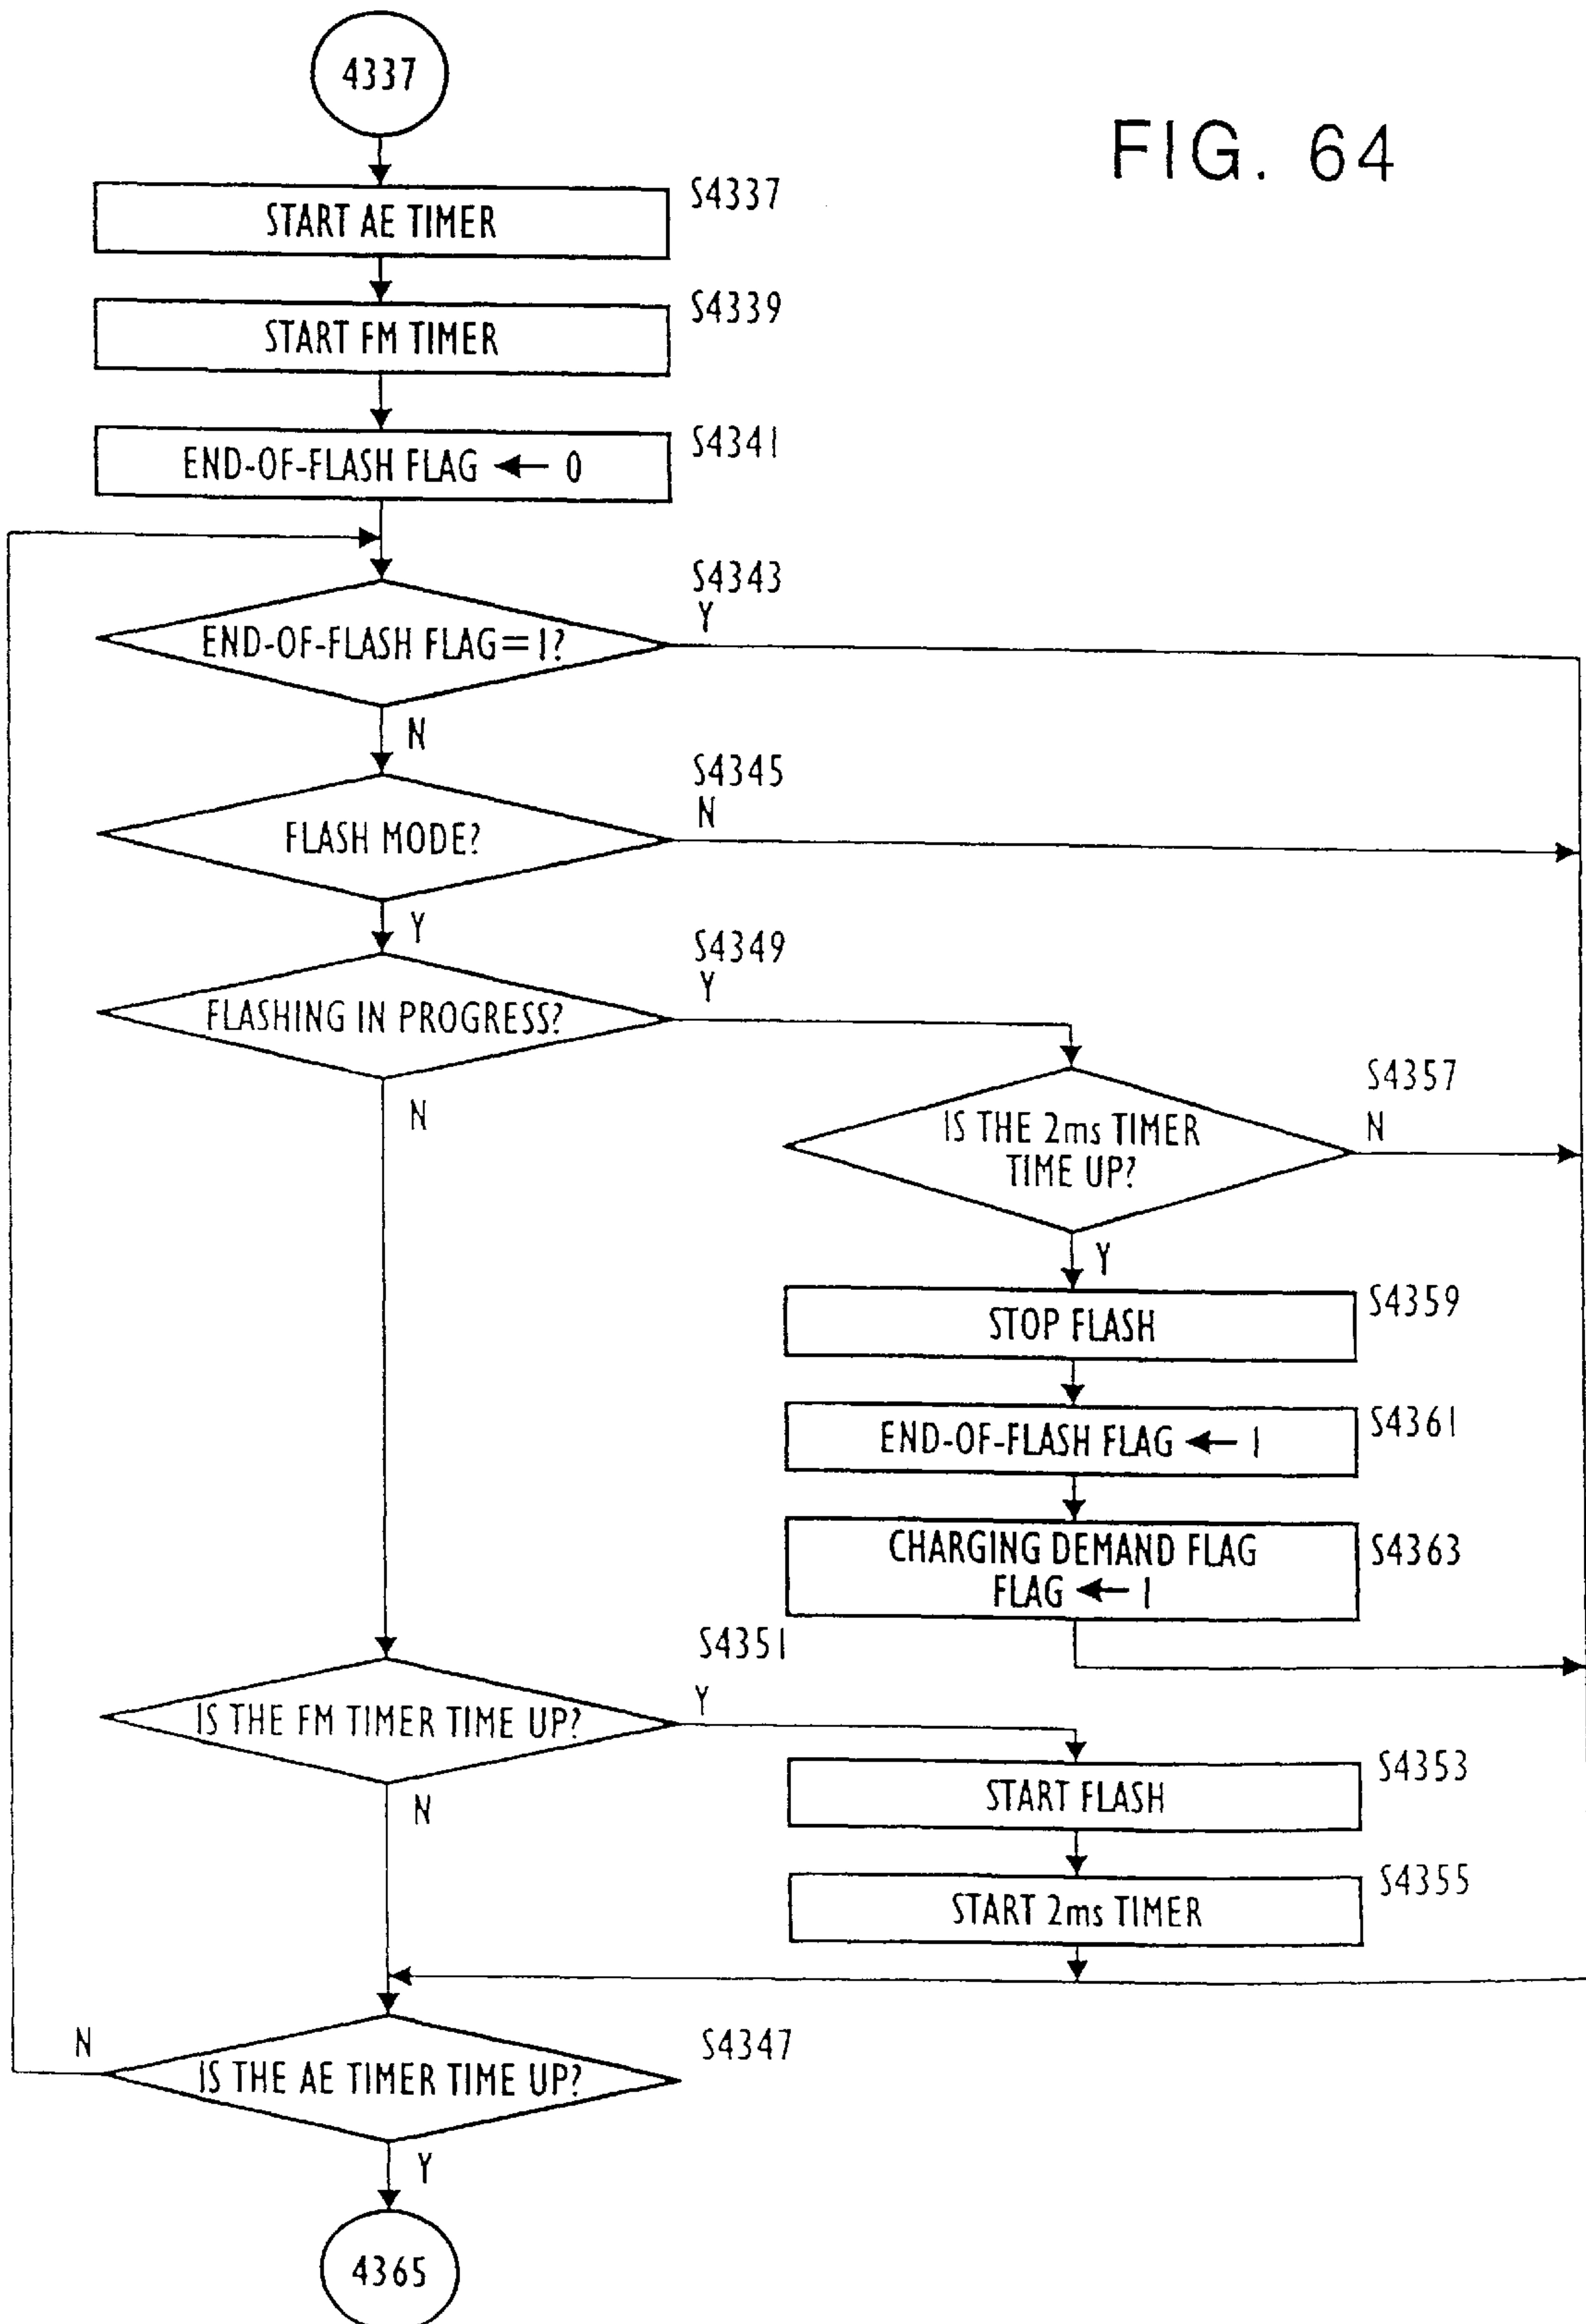 4337
FIG. 64
S4337
START AE TIMER
S4339
START FM TIMER
S4341
END-OF-FLASH FLAG ← 0
S4343
Y
END-OF-FLASH FLAG=1?
N
S4345
N
FLASH MODE?
Y
S4349
Y
FLASHING IN PROGRESS?
N
S4357
N
IS THE 2ms TIMER
TIME UP?
Y
S4359
STOP FLASH
S4361
END-OF-FLASH FLAG ← 1
S4363
CHARGING DEMAND FLAG
FLAG ← 1
S4351
Y
IS THE FM TIMER TIME UP?
N
S4353
START FLASH
S4355
START 2ms TIMER
N
S4347
IS THE AE TIMER TIME UP?
Y
4365